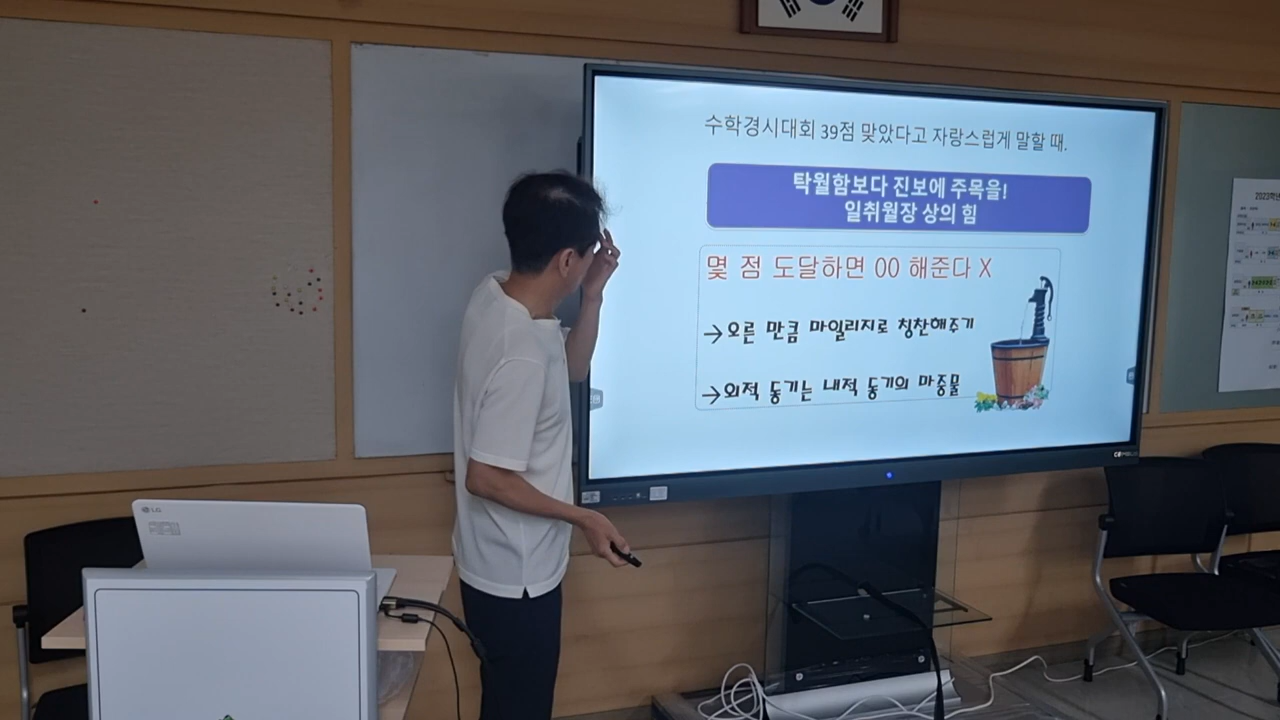 수학경시대회 39점 맞았다고 자랑스럽게 말할 때.
탁월함보다 진보에 주목을!
일취월장 상의 힘
몇 점 도달하면 00 해준다 X
→오른 만큼 마일리지로 칭찬해주기
→외적 동기는 내적 동기의 마중물
LG